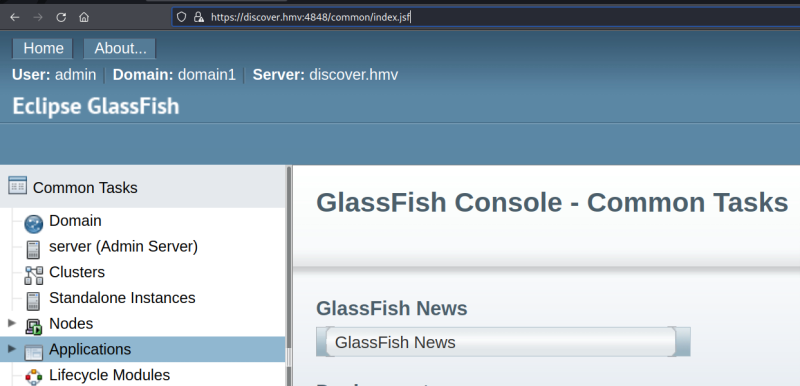 https://discover.hmv:4848/common/index.jsf
Home About...
User: admin Domain: domain1 Server: discover.hmv
Eclipse GlassFish
Common Tasks
Domain
server (Admin Server)
Clusters
Standalone Instances
Nodes
Applications
Lifecycle Modules
GlassFish Console - Common Tasks
GlassFish News
GlassFish News